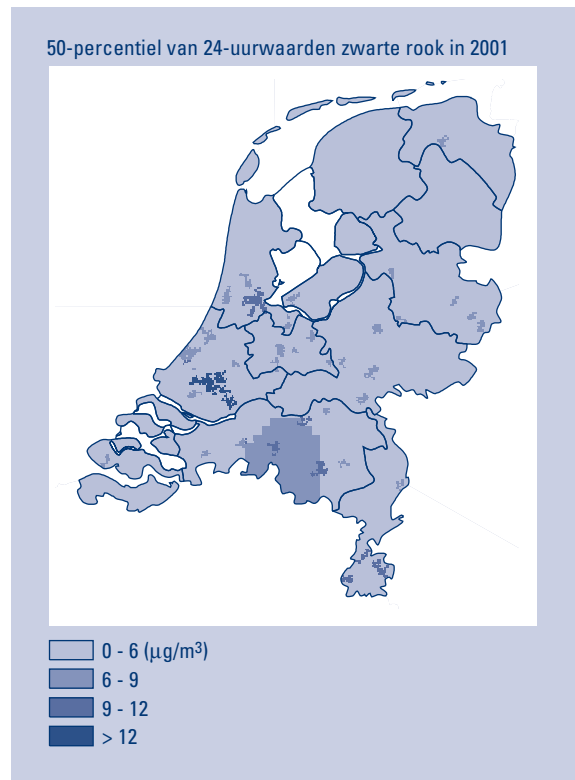 50-percentiel van 24-uurwaarden zwarte rook in 2001
0 - 6 (µg/m³)
6 - 9
9 - 12
> 12